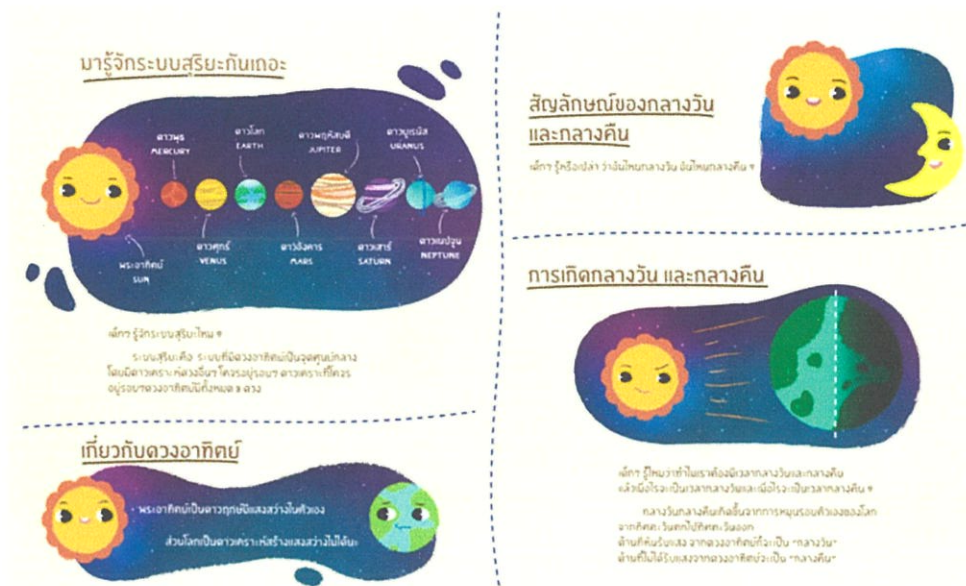 มารู้จักระบบสุริยะกันเถอะ
ดาวพุธ
MERCURY
ดาวโลก
EARTH
ดาวพฤหัสบดี
JUPITER
ดาวยูเรนัส
URANUS
พระอาทิตย์
SUN
ดาวศุกร์
VENUS
ดาวอังคาร
MARS
ดาวเสาร์
SATURN
ดาวเนปจูน
NEPTUNE
เด็กๆ รู้จักระบบสุริยะไหม ?
ระบบสุริยะคือ ระบบที่มีดวงอาทิตย์เป็นจุดศูนย์กลาง
โดยมีดาวเคราะห์ดวงอื่นๆ โคจรอยู่รอบๆ ดาวเคราะห์ที่โคจร
อยู่รอบๆดวงอาทิตย์มีทั้งหมด ดวง
เกี่ยวกับดวงอาทิตย์
พระอาทิตย์เป็นดาวฤกษ์มีแสงสว่างในตัวเอง
ส่วนโลกเป็นดาวเคราะห์สร้างแสงสว่างไม่ได้นะ
สัญลักษณ์ของกลางวัน
และกลางคืน
เด็กๆ รู้หรือเปล่า ว่าอันไหนกลางวัน อันไหนกลางคืน ?
การเกิดกลางวัน และกลางคืน
เด็กๆ รู้ไหมว่าทำไมเราต้องมีเวลากลางวันและกลางคืน
แล้วเมื่อไรจะเป็นเวลากลางวันและเมื่อไรจะเป็นเวลากลางคืน ?
กลางวันกลางคืนเกิดขึ้นจากการหมุนรอบตัวเองของโลก
จากทิศตะวันตกไปทิศตะวันออก
ด้านที่หันรับแสง จากดวงอาทิตย์ก็จะเป็น "กลางวัน"
ด้านที่ไม่ได้รับแสงจากดวงอาทิตย์จะเป็น "กลางคืน"